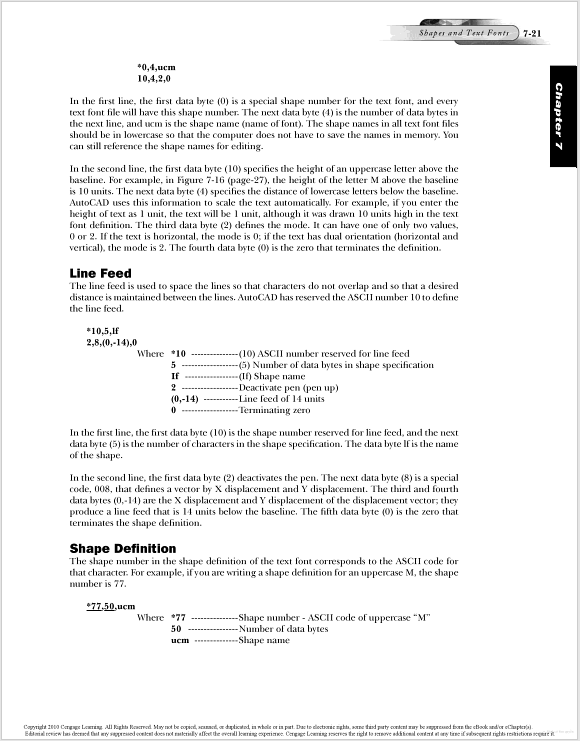 Shapes and Text Fonts 7-21
Chapter 7
*0,4,ucm
10,4,2,0
In the first line, the first data byte (0) is a special shape number for the text font, and every
text font file will have this shape number. The next data byte (4) is the number of data bytes in
the next line, and ucm is the shape name (name of font). The shape names in all text font files
should be in lowercase so that the computer does not have to save the names in memory. You
can still reference the shape names for editing.
In the second line, the first data byte (10) specifies the height of an uppercase letter above the
baseline. For example, in Figure 7-16 (page-27), the height of the letter M above the baseline
is 10 units. The next data byte (4) specifies the distance of lowercase letters below the baseline.
AutoCAD uses this information to scale the text automatically. For example, if you enter the
height of text as 1 unit, the text will be 1 unit, although it was drawn 10 units high in the text
font definition. The third data byte (2) defines the mode. It can have one of only two values,
0 or 2. If the text is horizontal, the mode is 0; if the text has dual orientation (horizontal and
vertical), the mode is 2. The fourth data byte (0) is the zero that terminates the definition.
Line Feed
The line feed is used to space the lines so that characters do not overlap and so that a desired
distance is maintained between the lines. AutoCAD has reserved the ASCII number 10 to define
the line feed.
*10,5,lf
2,8,(0,-14),0
Where *10 ---------------(10) ASCII number reserved for line feed
5 ------------------(5) Number of data bytes in shape specification
lf -----------------(lf) Shape name
2 ------------------Deactivate pen (pen up)
(0,-14) -----------Line feed of 14 units
0 ------------------Terminating zero
In the first line, the first data byte (10) is the shape number reserved for line feed, and the next
data byte (5) is the number of characters in the shape specification. The data byte lf is the name
of the shape.
In the second line, the first data byte (2) deactivates the pen. The next data byte (8) is a special
code, 008, that defines a vector by X displacement and Y displacement. The third and fourth
data bytes (0,-14) are the X displacement and Y displacement of the displacement vector; they
produce a line feed that is 14 units below the baseline. The fifth data byte (0) is the zero that
terminates the shape definition.
Shape Definition
The shape number in the shape definition of the text font corresponds to the ASCII code for
that character. For example, if you are writing a shape definition for an uppercase M, the shape
number is 77.
*77,50,ucm
Where *77 ---------------Shape number - ASCII code of uppercase “M”
50 ----------------Number of data bytes
ucm --------------Shape name
Copyright 2010 Cengage Learning. All Rights Reserved. May not be copied, scanned, or duplicated, in whole or in part. Due to electronic rights, some third party content may be suppressed from the eBook and/or eChapter(s).
Editorial review has deemed that any suppressed content does not materially affect the overall learning experience. Cengage Learning reserves the right to remove additional content at any time if subsequent rights restrictions require it.